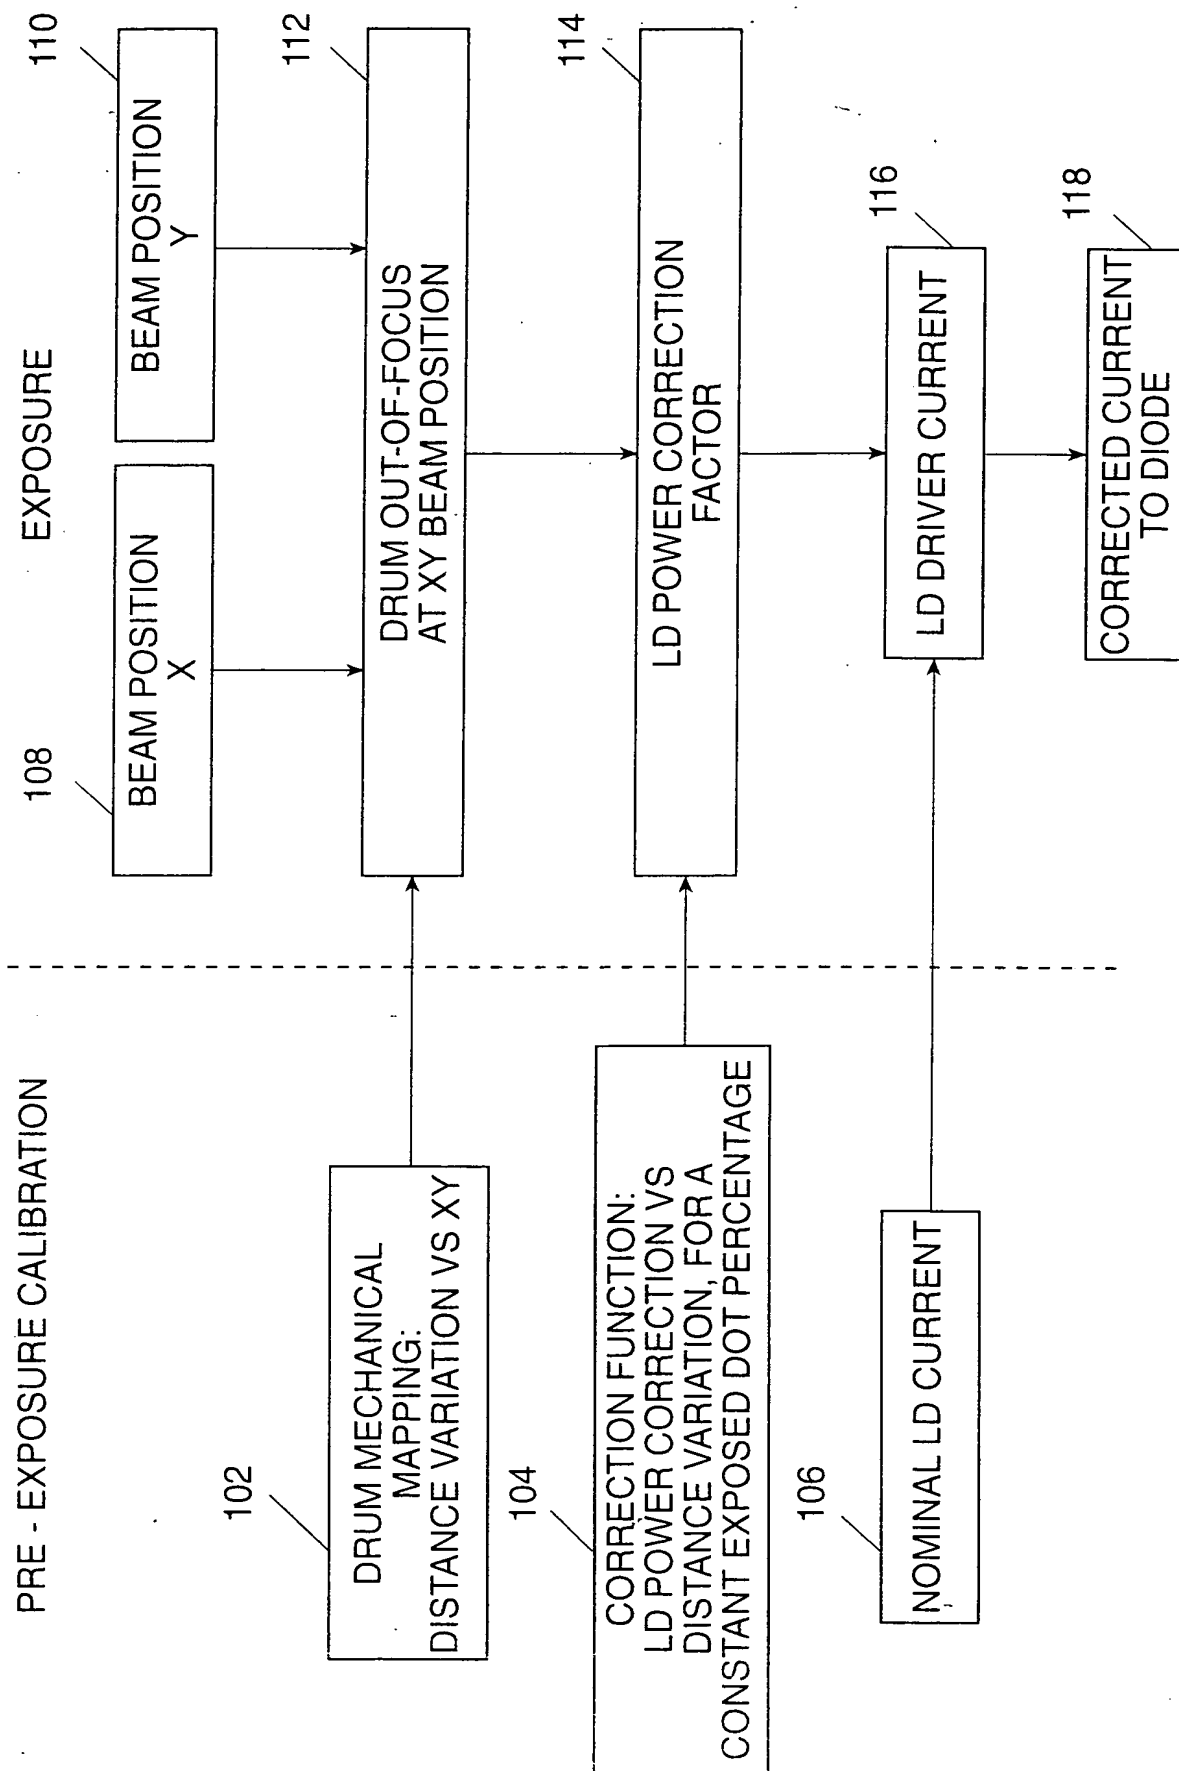 PRE - EXPOSURE CALIBRATION
EXPOSURE
108
BEAM POSITION
X
110
BEAM POSITION
Y
102
DRUM MECHANICAL
MAPPING:
DISTANCE VARIATION VS XY
112
DRUM OUT-OF-FOCUS
AT XY BEAM POSITION
104
CORRECTION FUNCTION:
LD POWER CORRECTION VS
DISTANCE VARIATION, FOR A
CONSTANT EXPOSED DOT PERCENTAGE
114
LD POWER CORRECTION
FACTOR
106
NOMINAL LD CURRENT
116
LD DRIVER CURRENT
118
CORRECTED CURRENT
TO DIODE